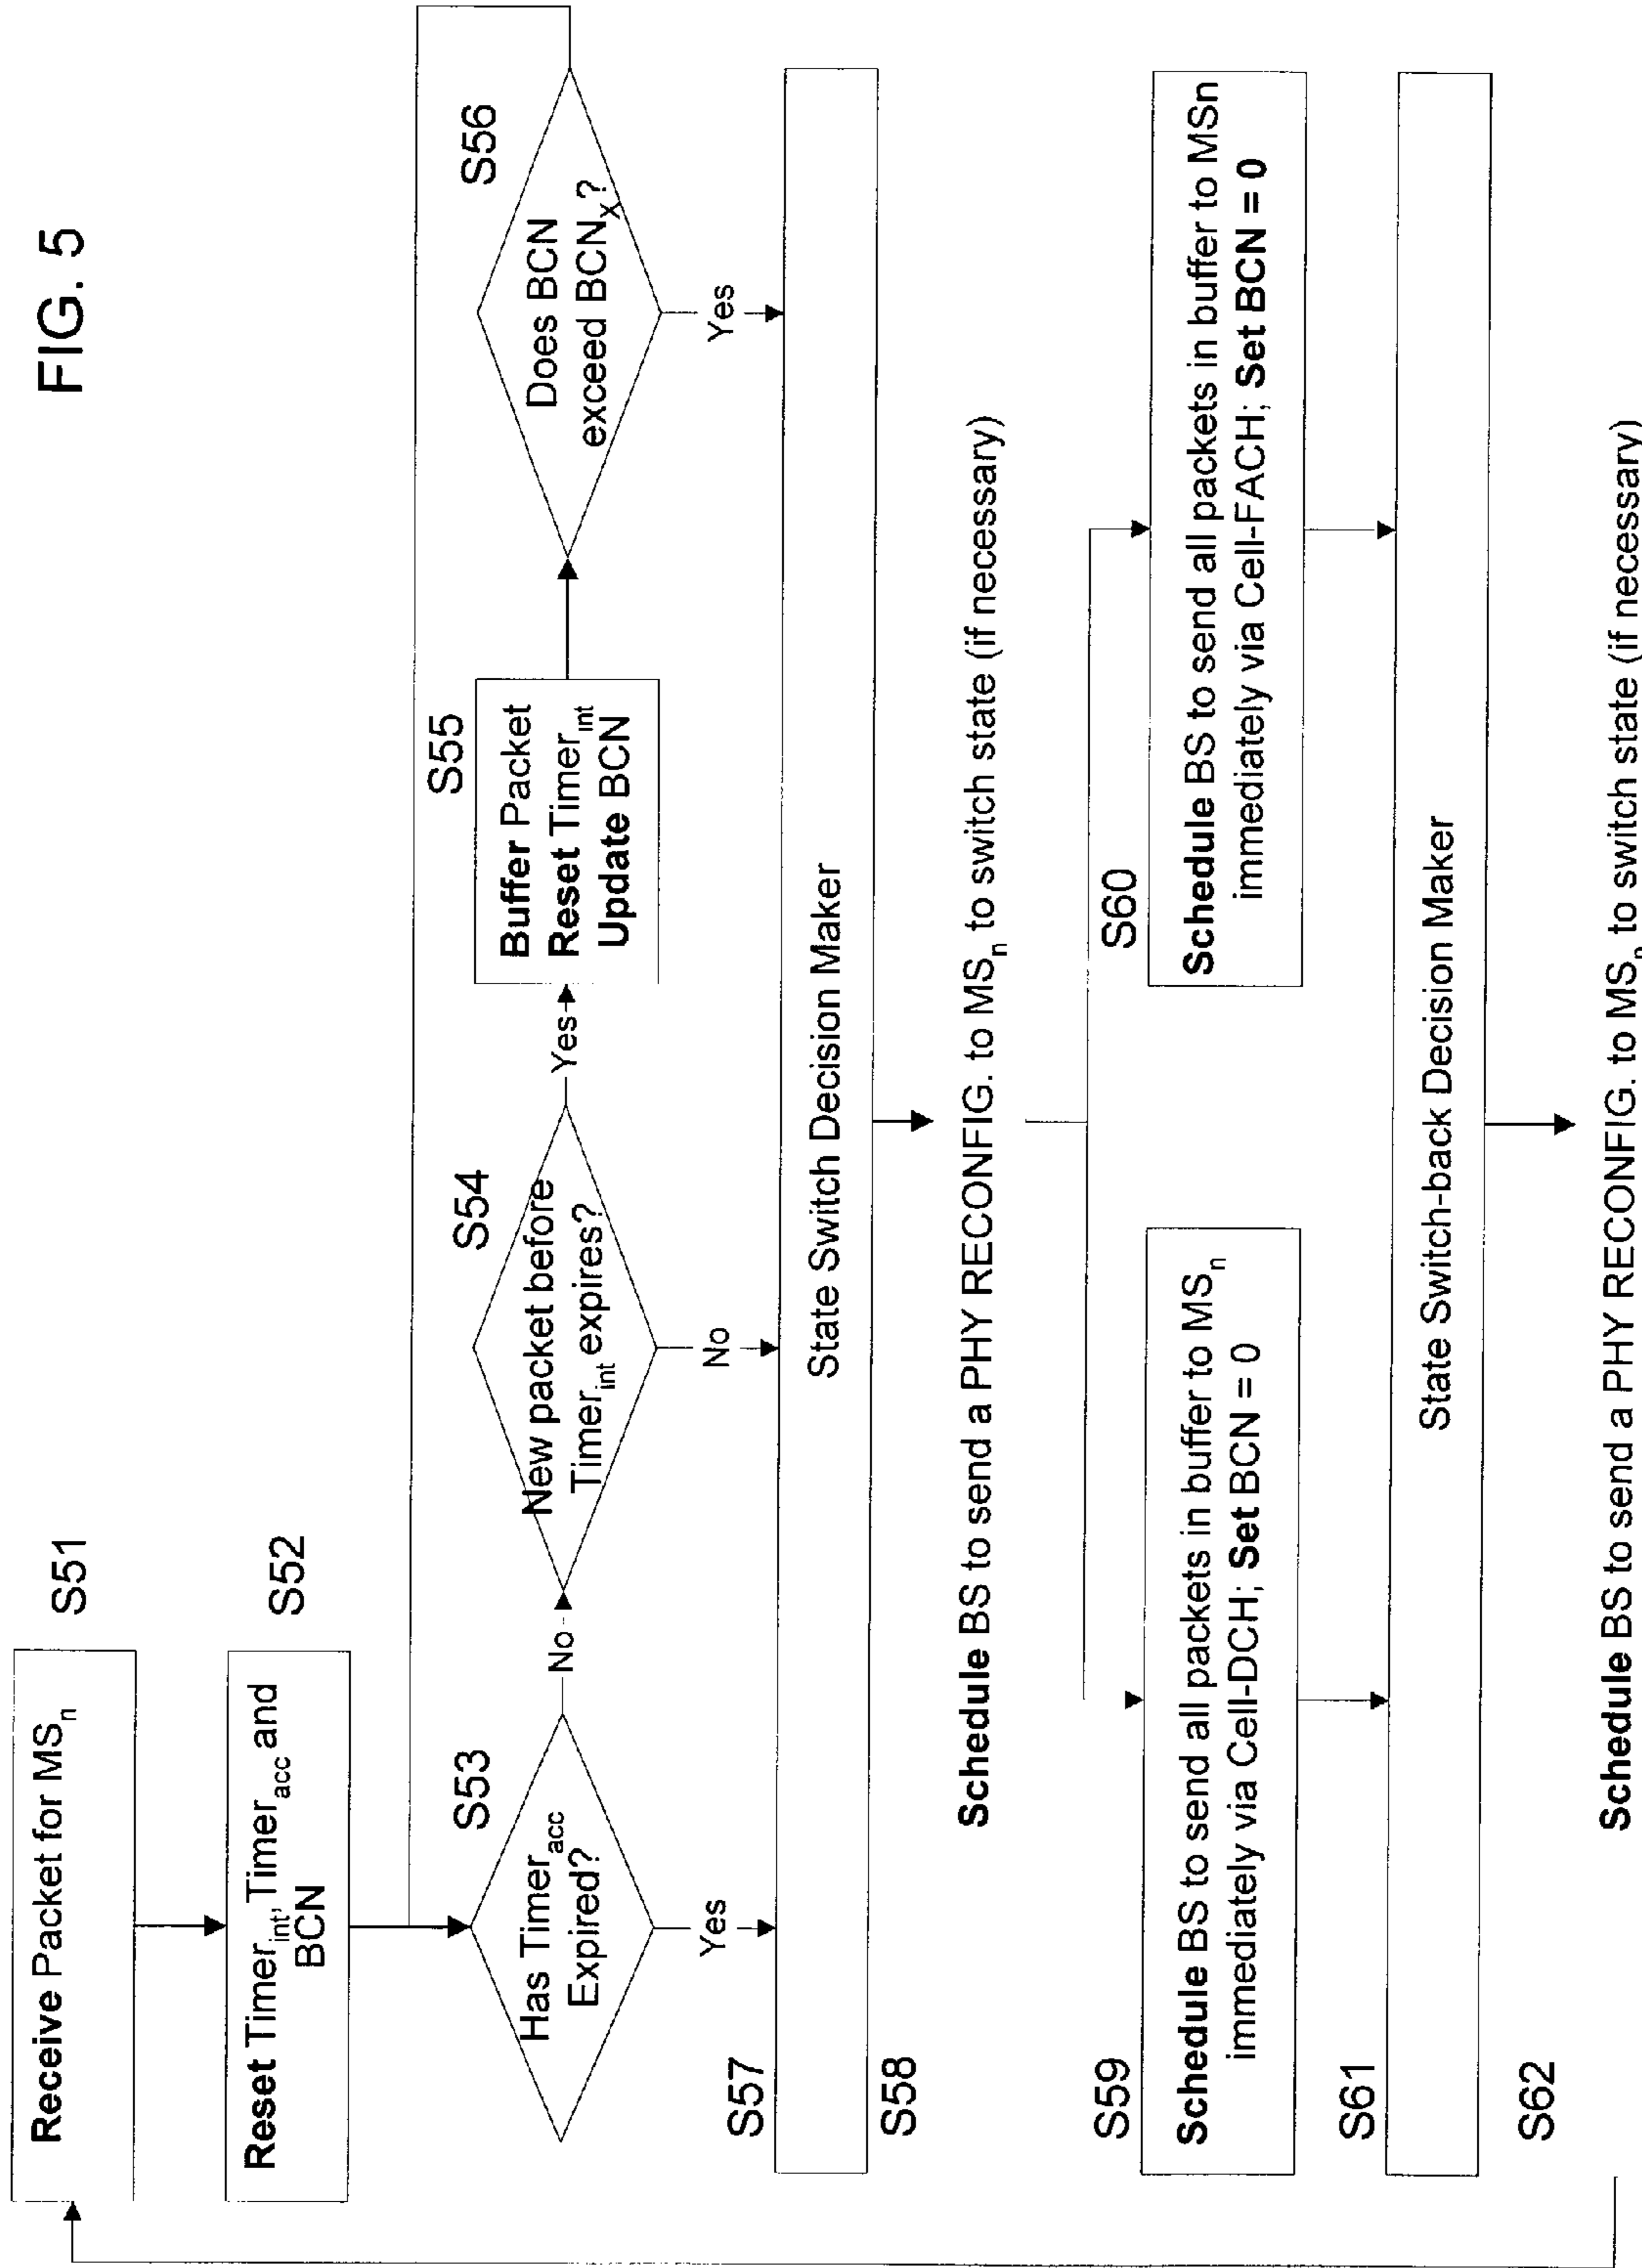 FIG. 5
Receive Packet for MSn
S51
Reset Timerint, Timeracc and
BCN
S52
S53
Has Timeracc
Expired?
No
Yes
S54
New packet before
Timerint expires?
Yes
No
S55
Buffer Packet
Reset Timerint
Update BCN
S56
Does BCN
exceed BCNX?
Yes
S57
State Switch Decision Maker
S58
Schedule BS to send a PHY RECONFIG. to MSn to switch state (if necessary)
S59
Schedule BS to send all packets in buffer to MSn
immediately via Cell-DCH; Set BCN = 0
S60
Schedule BS to send all packets in buffer to MSn
immediately via Cell-FACH; Set BCN = 0
S61
State Switch-back Decision Maker
S62
Schedule BS to send a PHY RECONFIG. to MSn to switch state (if necessary)